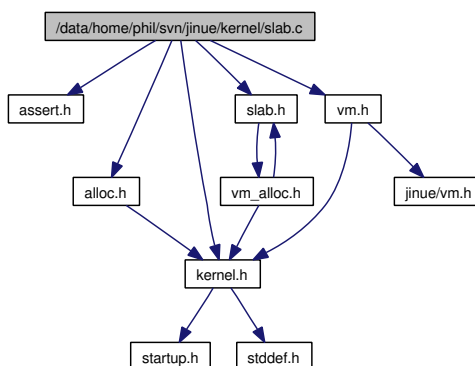 /data/home/phil/svn/jinue/kernel/slab.c
assert.h
slab.h
vm.h
alloc.h
vm_alloc.h
jinue/vm.h
kernel.h
startup.h
stddef.h